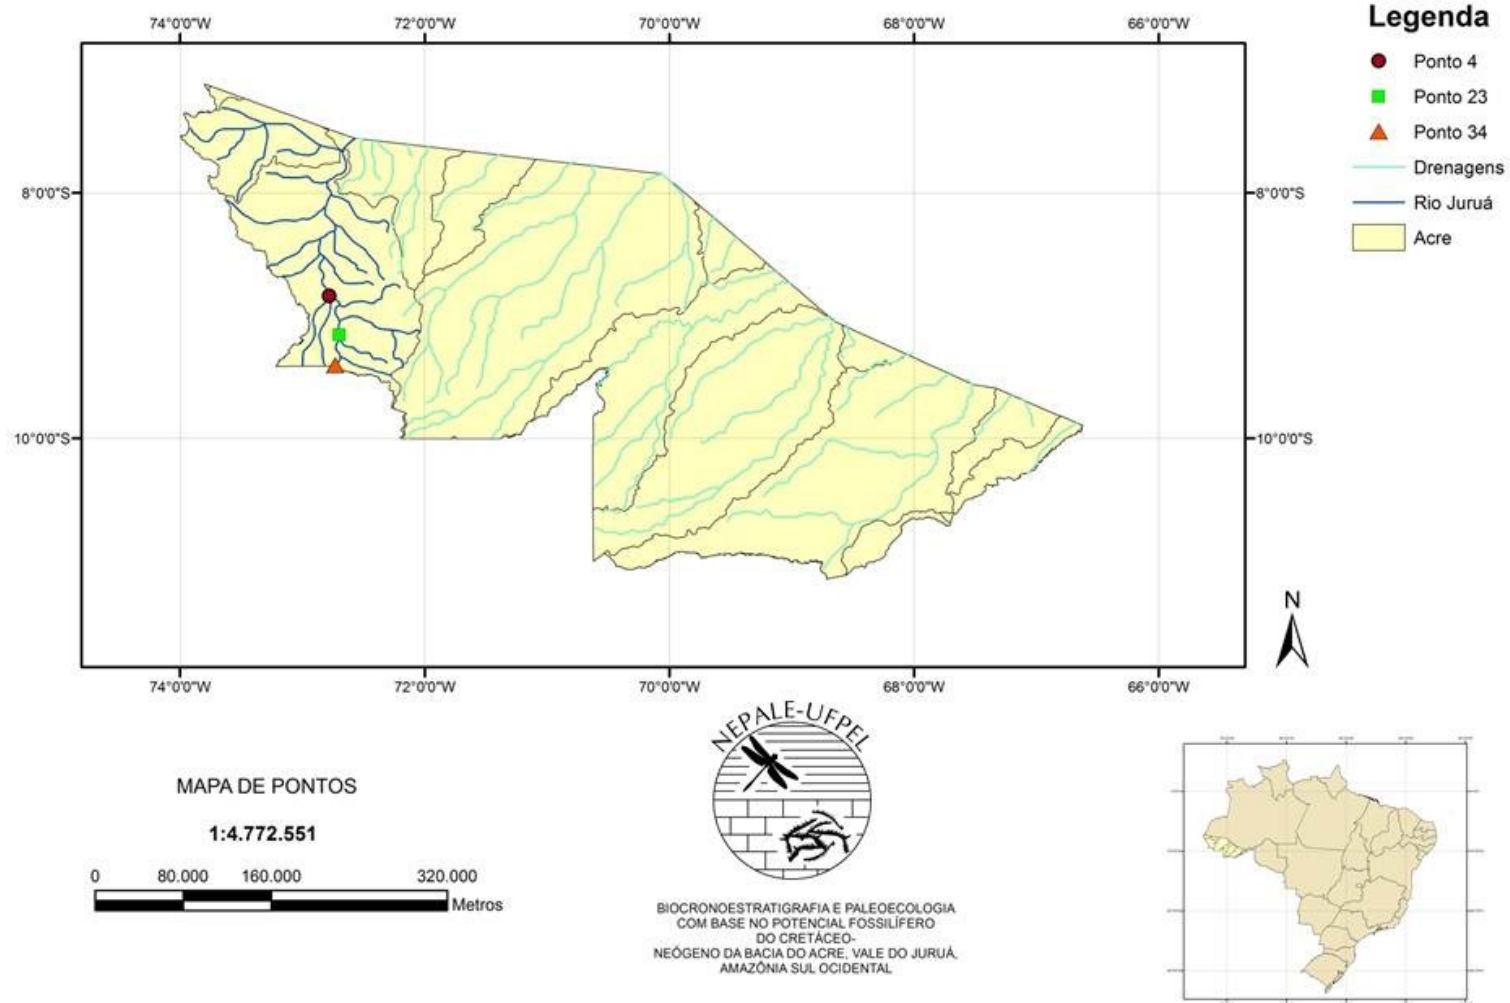 74°0'0"W 72°0'0"W 70°0'0"W 68°0'0"W 66°0'0"W
Legenda
Ponto 4
Ponto 23
Ponto 34
Drenagens
Rio Juruá
Acre
8°0'0"S 8°0'0"S
10°0'0"S 10°0'0"S
N
74°0'0"W 72°0'0"W 70°0'0"W 68°0'0"W 66°0'0"W
NEPALE-UFPEL
MAPA DE PONTOS
1:4.772.551
0 80.000 160.000 320.000
Metros
BIOCRONOESTRATIGRAFIA E PALEOECOLOGIA
COM BASE NO POTENCIAL FOSSILÍFERO
DO CRETÁCEO-
NEÓGENO DA BACIA DO ACRE, VALE DO JURUÁ,
AMAZÔNIA SUL OCIDENTAL